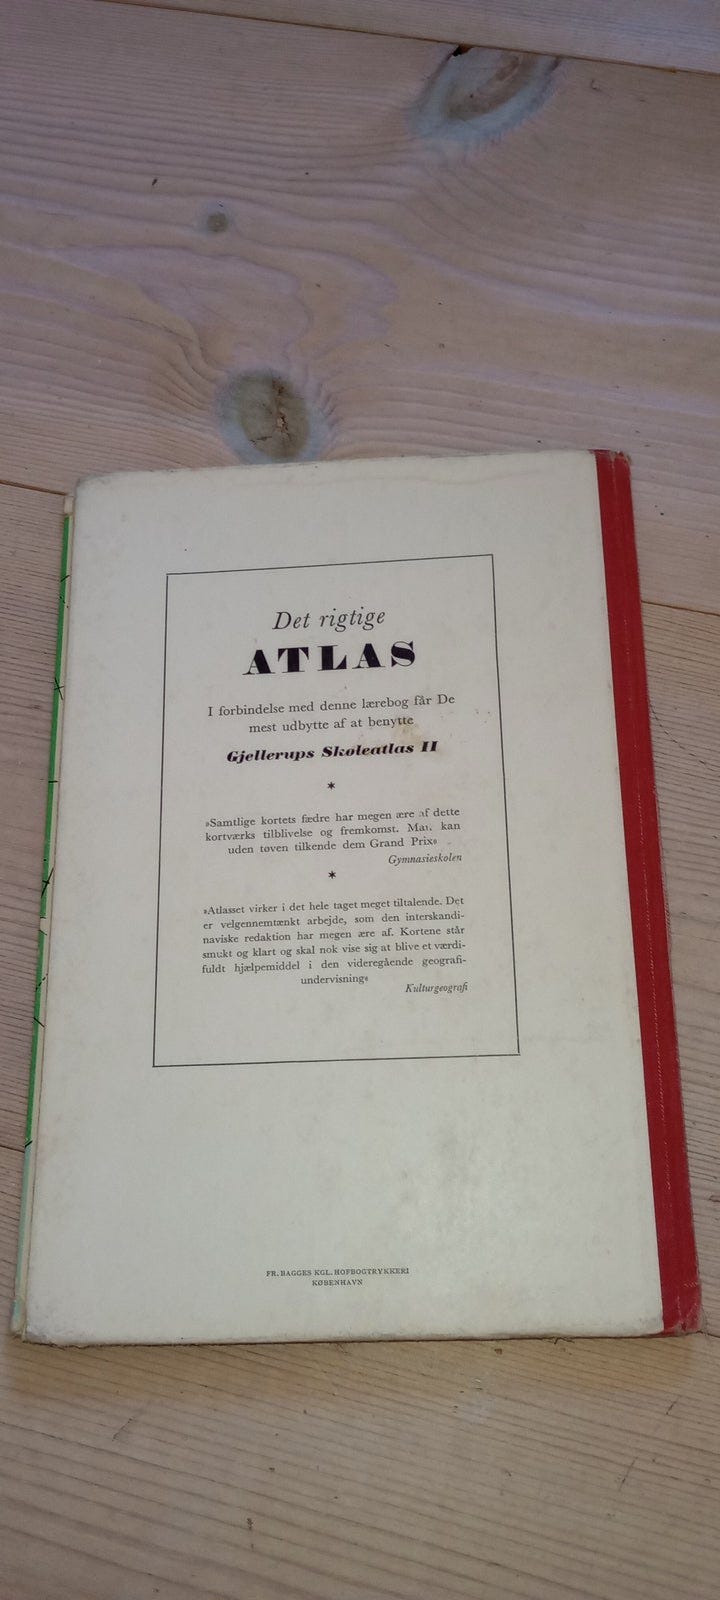 Det rigtige
ATLAS
I forbindelse med denne lærebog får De
mest udbytte af at benytte
Gjellerups Skoleatlas II
*
»Samtlige kortets fædre har megen ære af dette
kortværks tilblivelse og fremkomst. Man kan
uden tøven tilkende dem Grand Prix«
Gymnasieskolen
*
»Atlasset virker i det hele taget meget tiltalende. Det
er velgennemtænkt arbejde, som den interskandi-
naviske redaktion har megen ære af. Kortene står
smukt og klart og skal nok vise sig at blive et værdi-
fuldt hjælpemiddel i den videregående geografi-
undervisning«
Kulturgeografi
FR. BAGGES KGL. HOFBOGTRYKKERI
KØBENHAVN